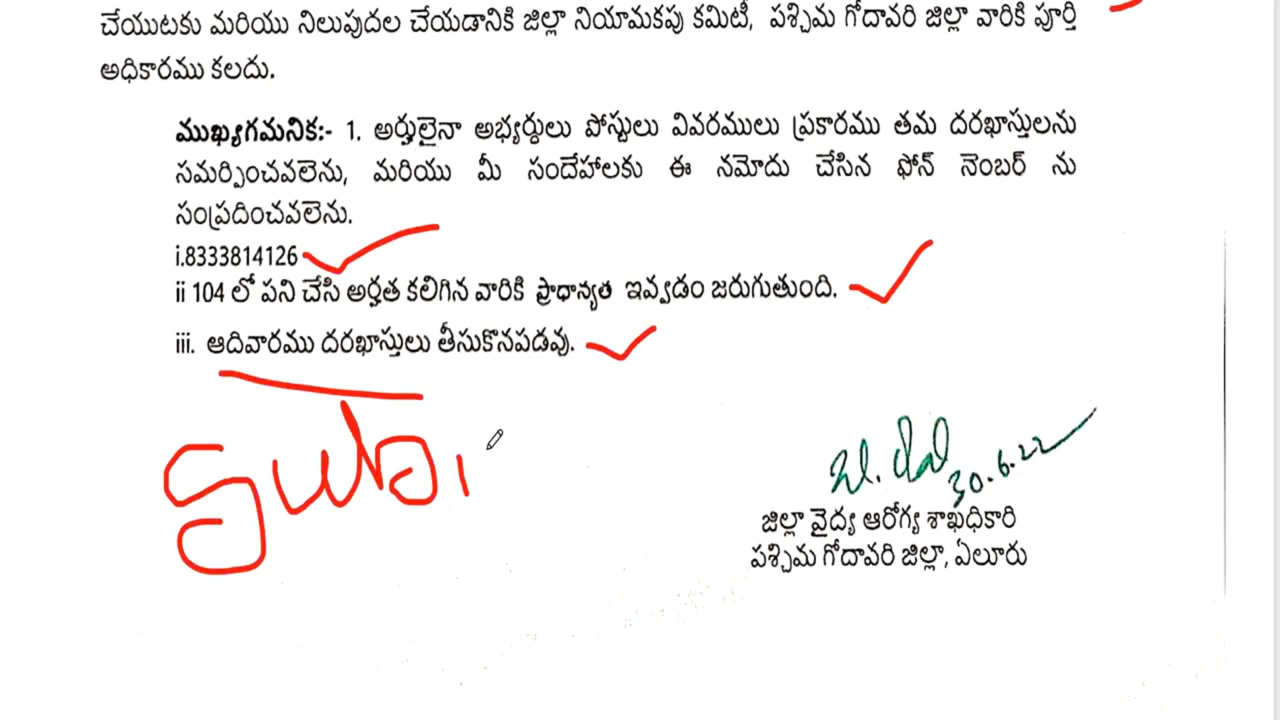 చేయుటకు మరియు నిలుపుదల చేయడానికి జిల్లా నియామకపు కమిటీ, పశ్చిమ గోదావరి జిల్లా వారికి పూర్తి
అధికారము కలదు.
ముఖ్యగమనిక:- 1. అర్హులైనా అభ్యర్థులు పోస్టులు వివరములు ప్రకారము తమ దరఖాస్తులను
సమర్పించవలెను, మరియు మీ సందేహాలకు ఈ నమోదు చేసిన ఫోన్ నెంబర్ ను
సంప్రదించవలెను.
i.8333814126
ii 104 లో పని చేసి అర్హత కలిగిన వారికి ప్రాధాన్యత ఇవ్వడం జరుగుతుంది.
iii. ఆదివారము దరఖాస్తులు తీసుకొనపడవు.
30.6.22
జిల్లా వైద్య ఆరోగ్య శాఖధికారి
పశ్చిమ గోదావరి జిల్లా, ఏలూరు